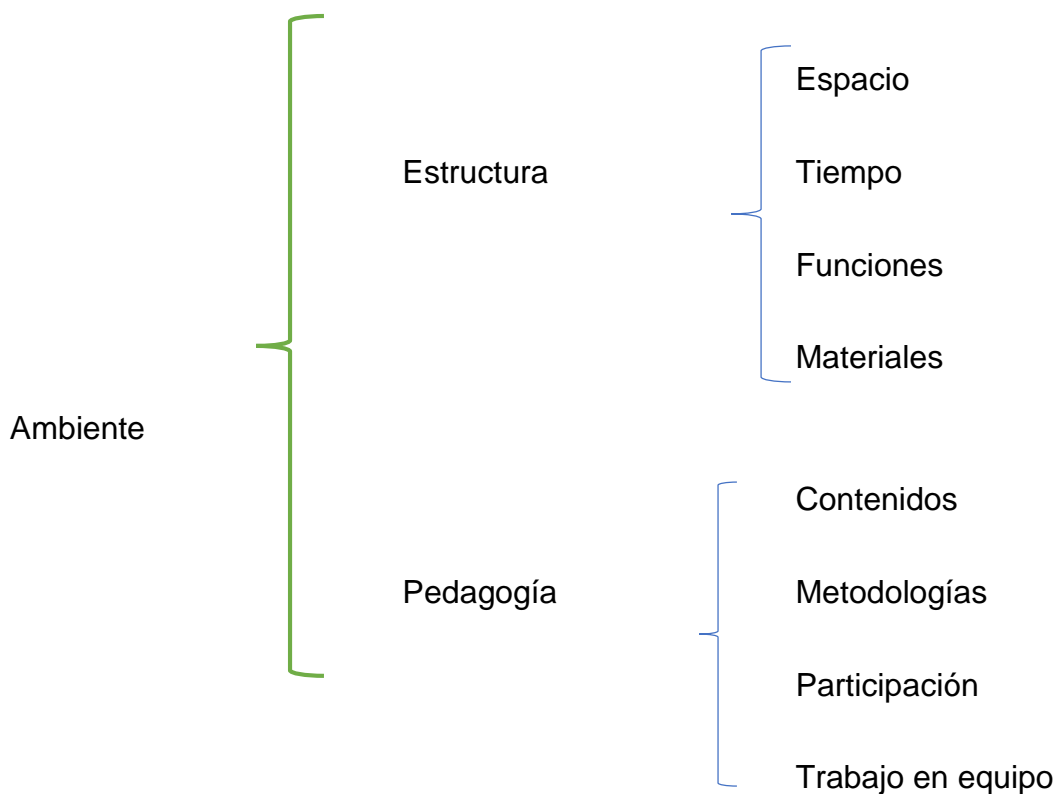 Espacio
Estructura
Tiempo
Funciones
Materiales
Ambiente
Contenidos
Pedagogía
Metodologías
Participación
Trabajo en equipo